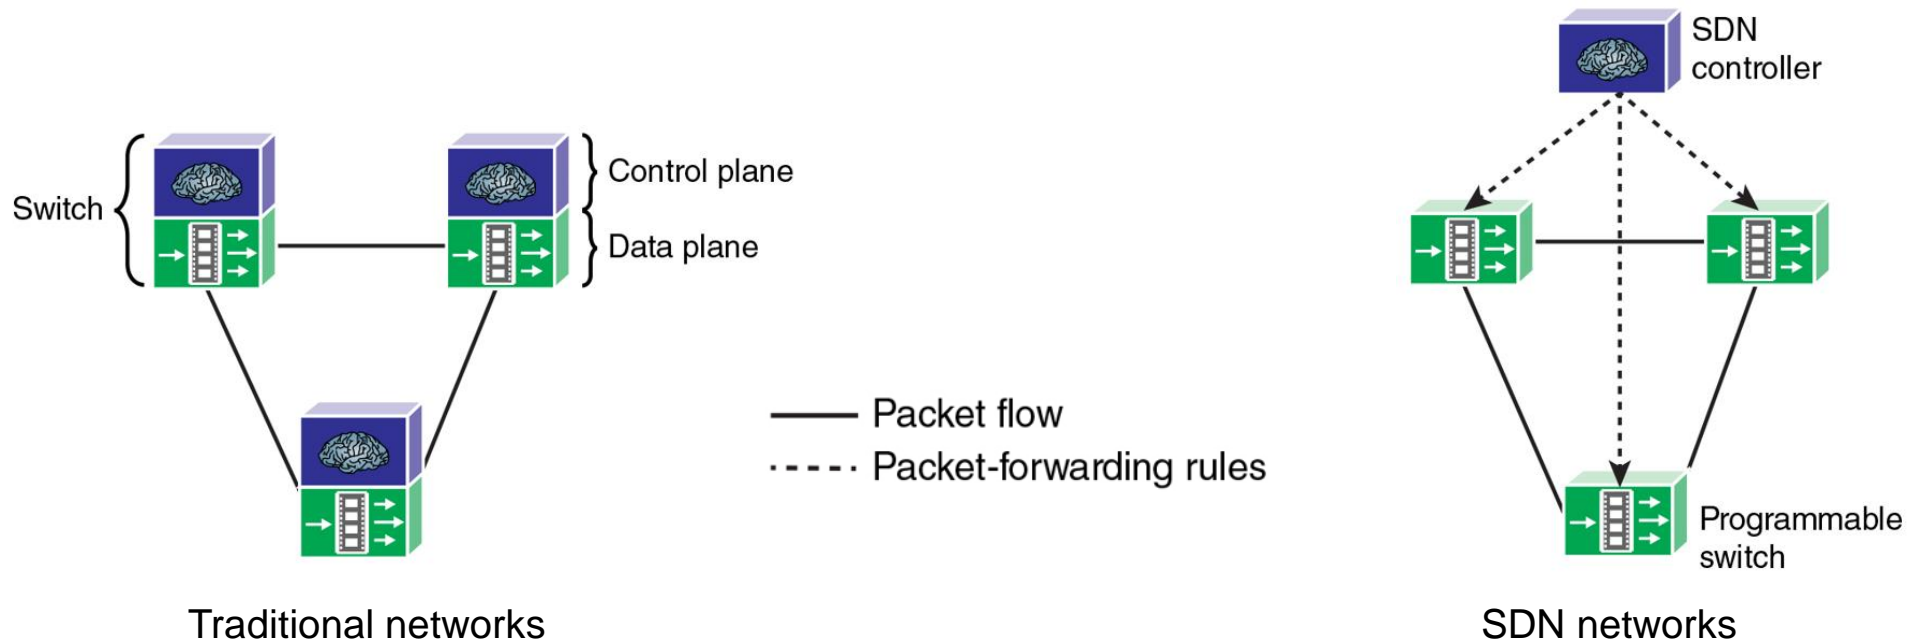 SDN
controller
Switch
Control plane
Data plane
Packet flow
Packet-forwarding rules
Programmable
switch
Traditional networks
SDN networks